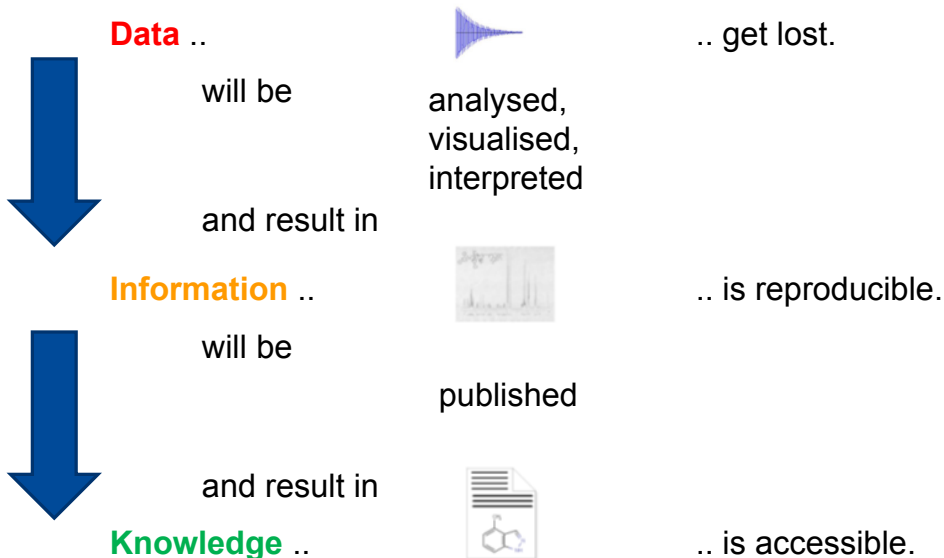 Data .. .. get lost.
will be
analysed,
visualised,
interpreted
and result in
Information .. .. is reproducible.
will be
published
and result in
Knowledge .. .. is accessible.